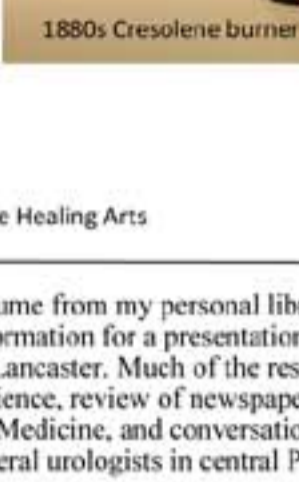 1880s Cresolene burner
e Healing Arts
ume from my personal lib
ormation for a presentation
Lancaster. Much of the res
ience, review of newspape
Medicine, and conversatio
eral urologists in central P